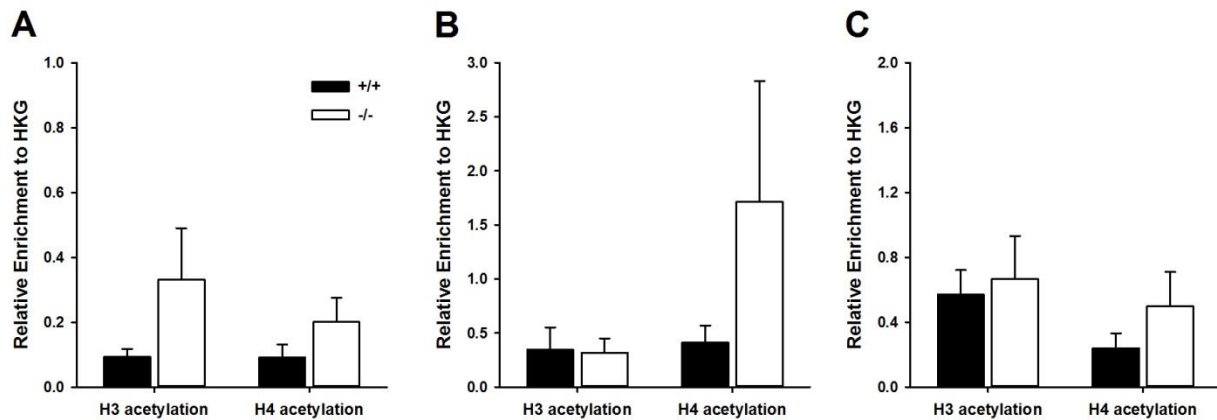 A
Relative Enrichment to HKG
1.0
0.8
0.6
0.4
0.2
0.0
+/+
-/-
H3 acetylation
H4 acetylation
B
Relative Enrichment to HKG
3.0
2.5
2.0
1.5
1.0
0.5
0.0
H3 acetylation
H4 acetylation
C
Relative Enrichment to HKG
2.0
1.6
1.2
0.8
0.4
0.0
H3 acetylation
H4 acetylation